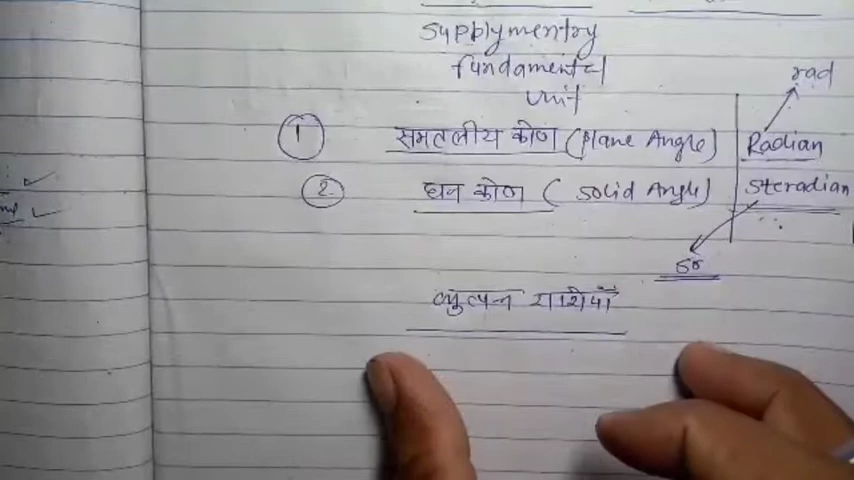 Supplymentry
fundamental
unit
rad
1 समतलीय कोण (plane Angle) Radian
2 घन कोण ( Solid Angle) Steradian
Sr
व्युत्पन्न राशियाँ